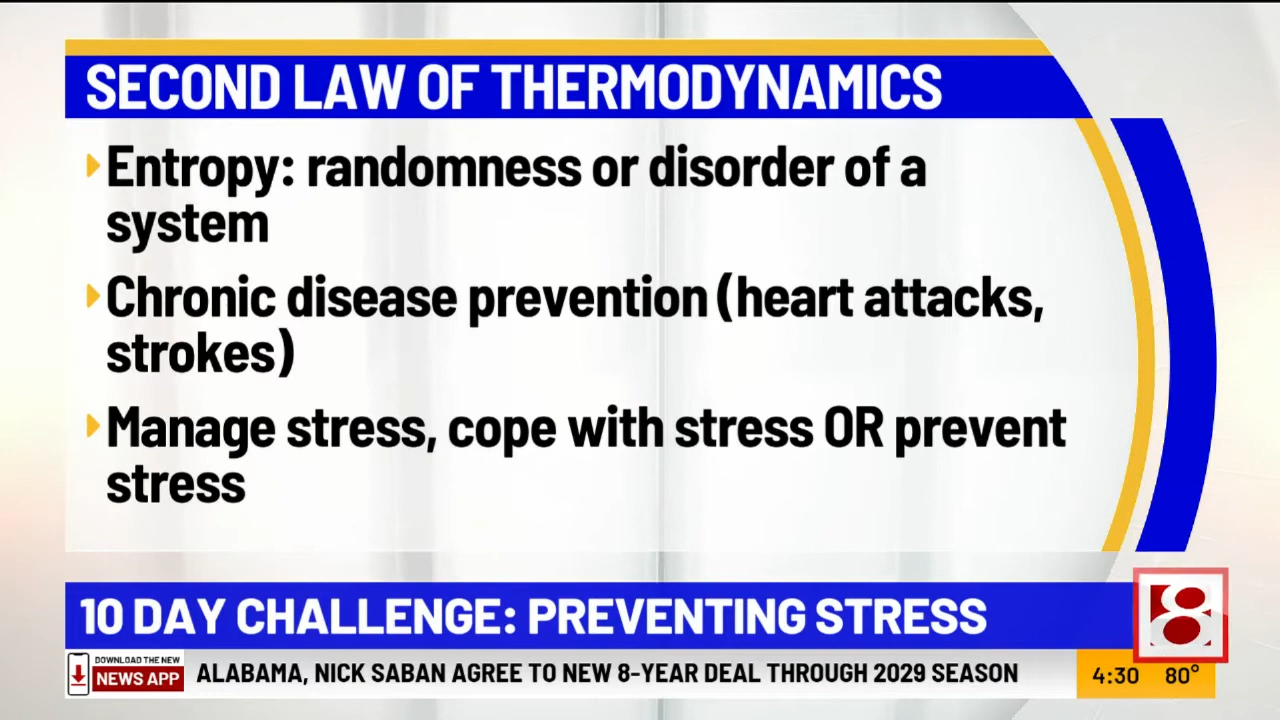 SECOND LAW OF THERMODYNAMICS
Entropy: randomness or disorder of a
system
Chronic disease prevention (heart attacks,
strokes)
Manage stress, cope with stress OR prevent
stress
10 DAY CHALLENGE: PREVENTING STRESS
8
DOWNLOAD THE NEW
NEWS APP
ALABAMA, NICK SABAN AGREE TO NEW 8-YEAR DEAL THROUGH 2029 SEASON
4:30 80°